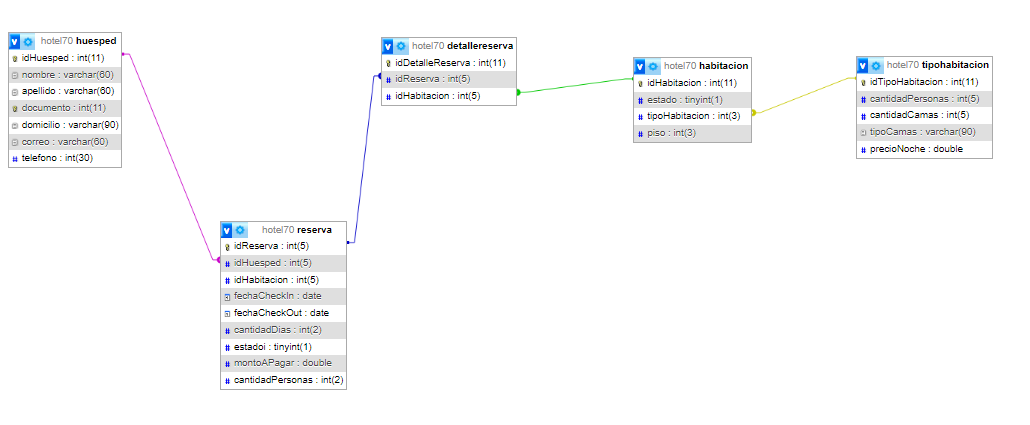 hotel70 huesped
idHuesped : int(11)
nombre : varchar(60)
apellido : varchar(60)
documento : int(11)
domicilio : varchar(90)
correo : varchar(60)
telefono : int(30)
hotel70 reserva
idReserva : int(5)
idHuesped : int(5)
idHabitacion : int(5)
fechaCheckIn : date
fechaCheckOut : date
cantidadDias : int(2)
estadoi : tinyint(1)
montoAPagar : double
cantidadPersonas : int(2)
hotel70 detallereserva
idDetalleReserva : int(11)
idReserva : int(5)
idHabitacion : int(5)
hotel70 habitacion
idHabitacion : int(11)
estado : tinyint(1)
tipoHabitacion : int(3)
piso : int(3)
hotel70 tipohabitacion
idTipoHabitacion : int(11)
cantidadPersonas : int(5)
cantidadCamas : int(5)
tipoCamas : varchar(90)
precioNoche : double